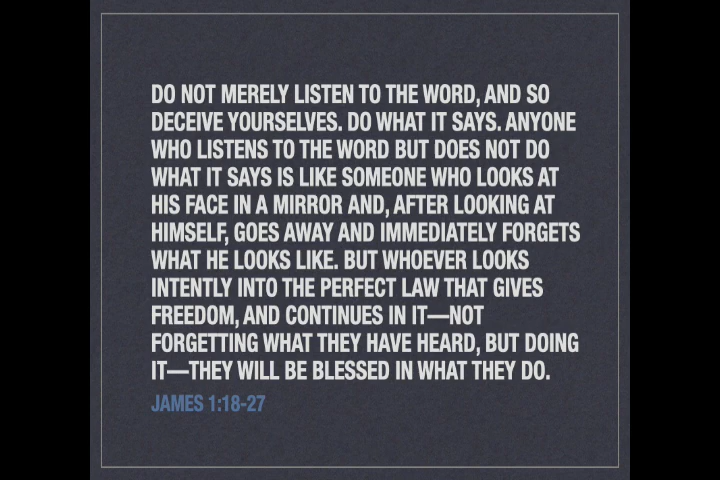 DO NOT MERELY LISTEN TO THE WORD, AND SO
DECEIVE YOURSELVES. DO WHAT IT SAYS. ANYONE
WHO LISTENS TO THE WORD BUT DOES NOT DO
WHAT IT SAYS IS LIKE SOMEONE WHO LOOKS AT
HIS FACE IN A MIRROR AND, AFTER LOOKING AT
HIMSELF, GOES AWAY AND IMMEDIATELY FORGETS
WHAT HE LOOKS LIKE. BUT WHOEVER LOOKS
INTENTLY INTO THE PERFECT LAW THAT GIVES
FREEDOM, AND CONTINUES IN IT—NOT
FORGETTING WHAT THEY HAVE HEARD, BUT DOING
IT—THEY WILL BE BLESSED IN WHAT THEY DO.
JAMES 1:18-27